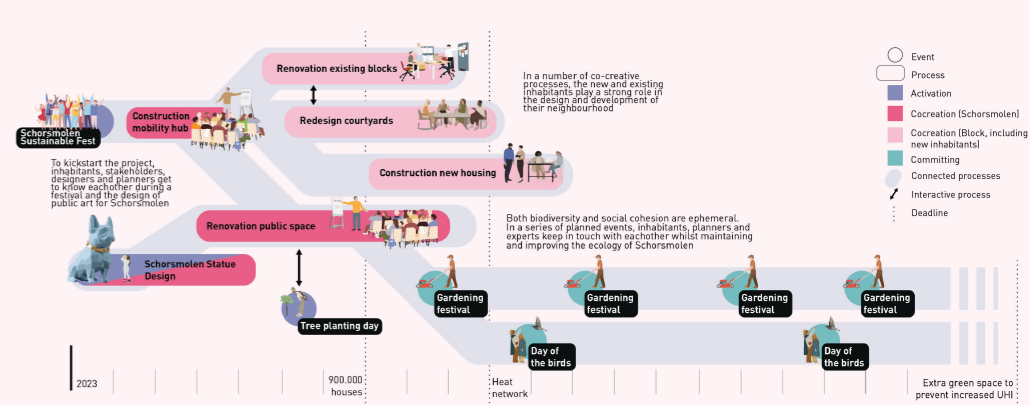 Renovation existing blocks
Redesign courtyards
Construction
mobility hub
Schorsmolen
Sustainable Fest
Construction new housing
In a number of co-creative
processes, the new and existing
inhabitants play a strong role in
the design and development of
their neighbourhood
To kickstart the project,
inhabitants, stakeholders,
designers and planners get
to know eachother during a
festival and the design of
public art for Schorsmolen
Renovation public space
Schorsmolen Statue
Design
Tree planting day
Both biodiversity and social cohesion are ephemeral.
In a series of planned events, inhabitants, planners and
experts keep in touch with eachother whilst maintaining
and improving the ecology of Schorsmolen
Gardening
festival
Gardening
festival
Gardening
festival
Gardening
festival
Day of
the birds
Day of
the birds
2023
900.000
houses
Heat
network
Extra green space to
prevent increased UHI
Event
Process
Activation
Cocreation (Schorsmolen)
Cocreation (Block, including
new inhabitants)
Committing
Connected processes
Interactive process
Deadline